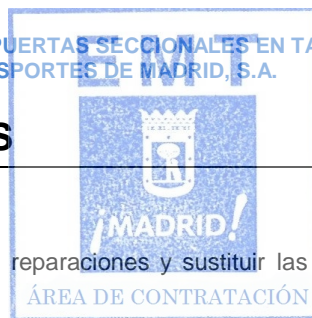 PUERTAS SECCIONALES EN TA
SPORTES DE MADRID, S.A.
EMT
S
¡MADRID!
reparaciones y sustituir las
ÁREA DE CONTRATACIÓN